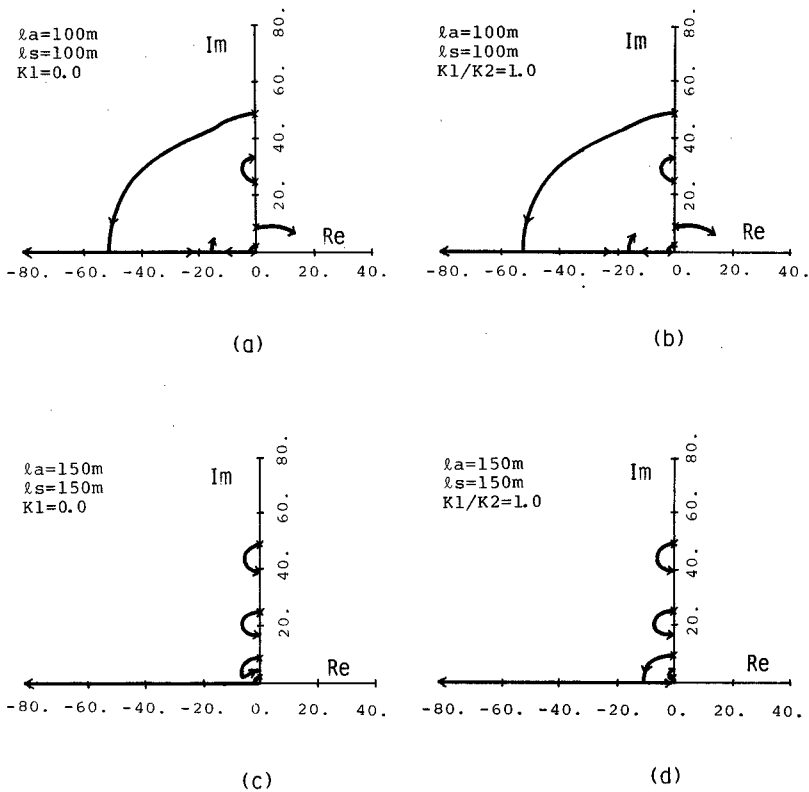 ℓa=100m
ℓs=100m
K1=0.0
Im
20. 40. 60. 80.
Re
-80. -60. -40. -20. 0. 20. 40.
(a)
ℓa=100m
ℓs=100m
K1/K2=1.0
Im
20. 40. 60. 80.
Re
-80. -60. -40. -20. 0. 20. 40.
(b)
ℓa=150m
ℓs=150m
K1=0.0
Im
20. 40. 60. 80.
Re
-80. -60. -40. -20. 0. 20. 40.
(c)
ℓa=150m
ℓs=150m
K1/K2=1.0
Im
20. 40. 60. 80.
Re
-80. -60. -40. -20. 0. 20. 40.
(d)